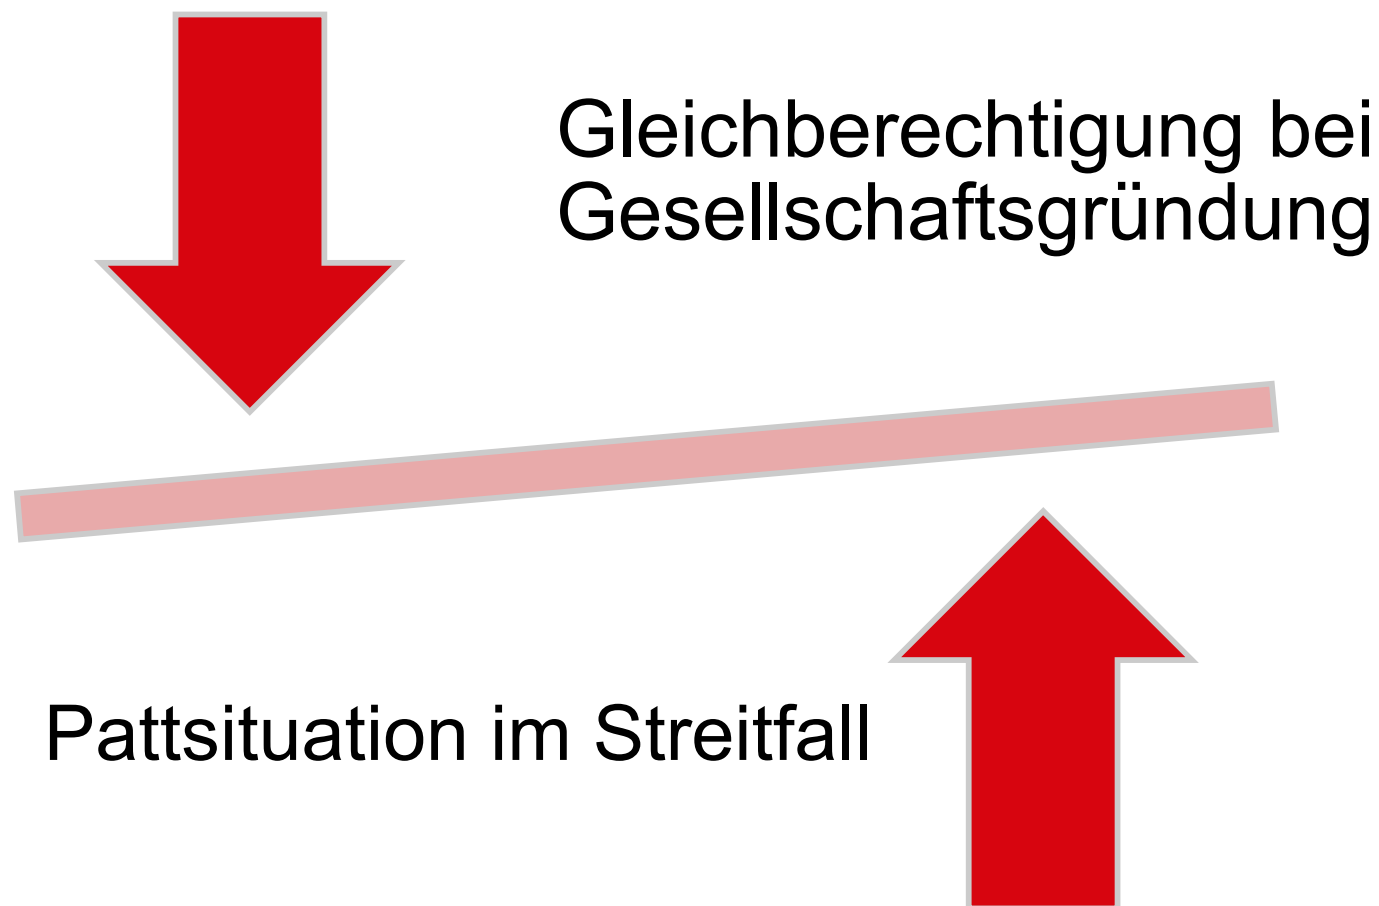 Gleichberechtigung bei
Gesellschaftsgründung
Pattsituation im Streitfall